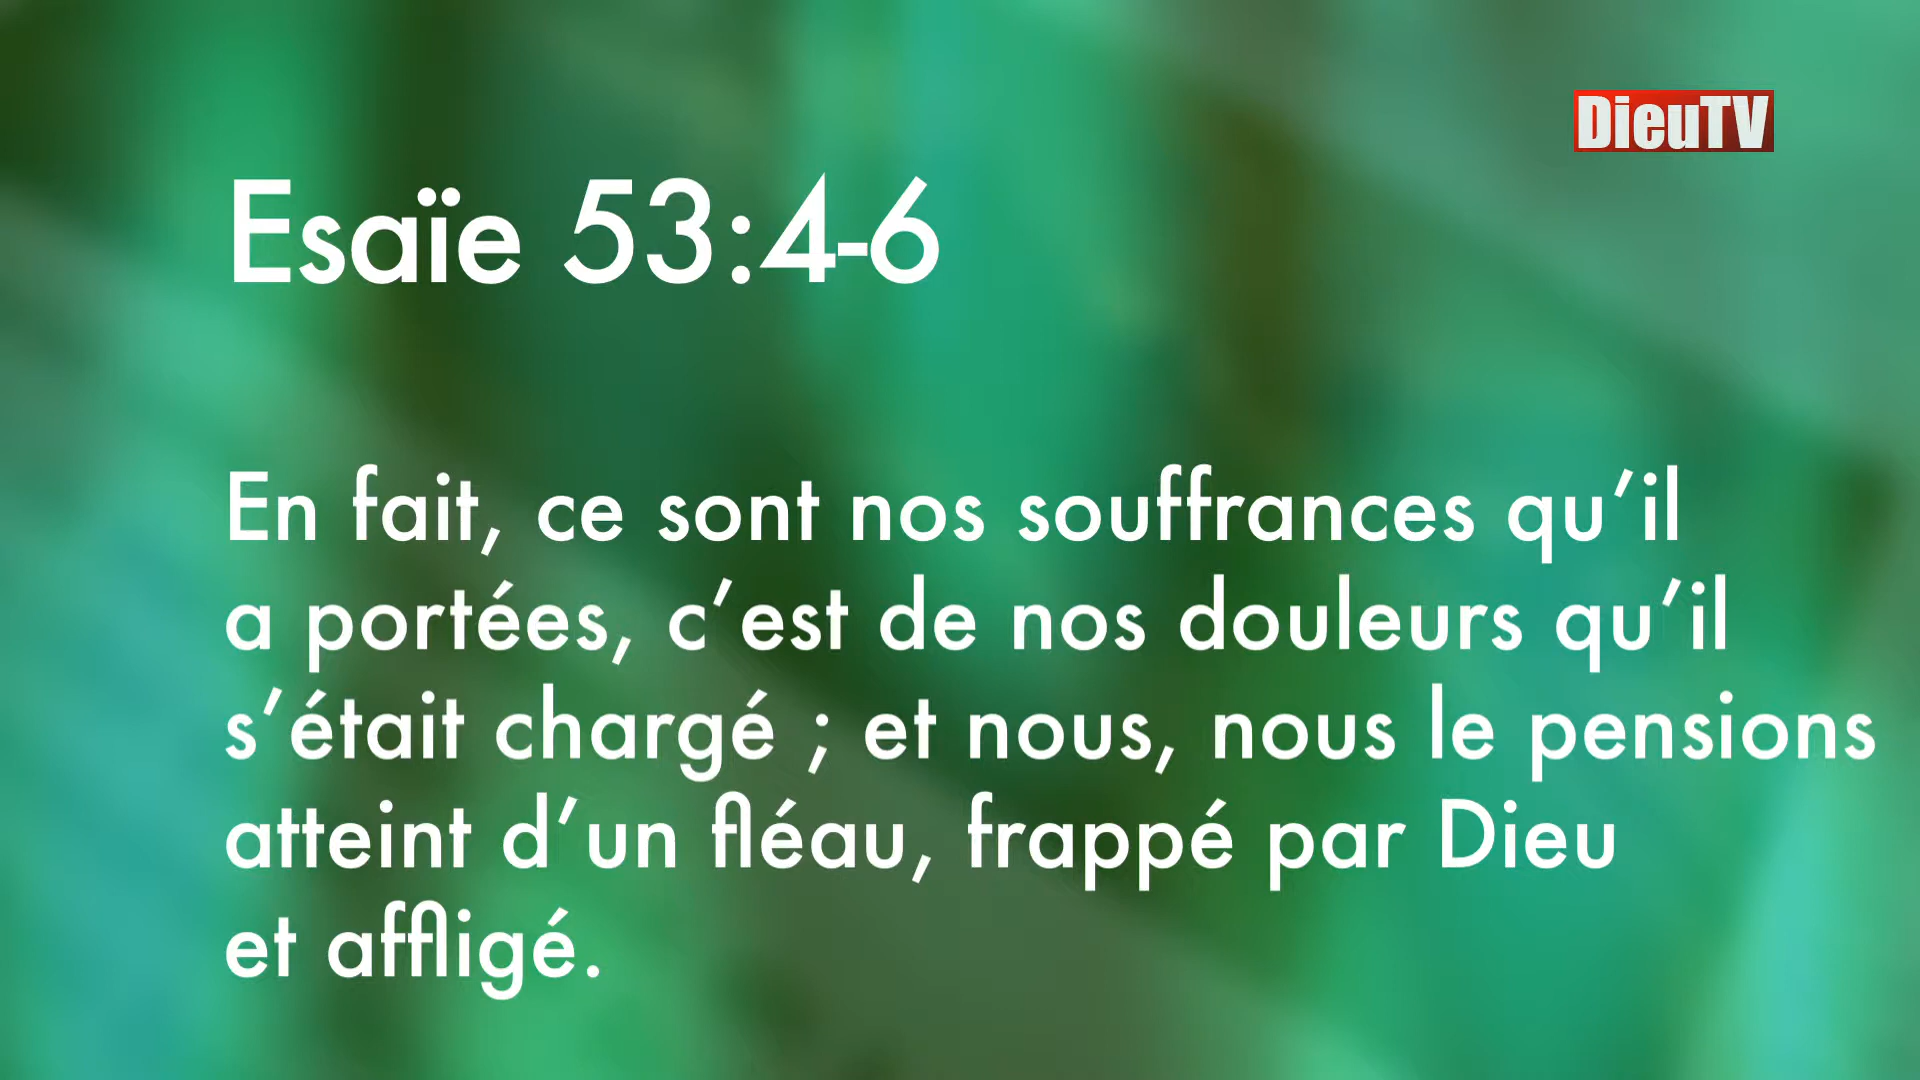 DieuTV
Esaïe 53:4-6
En fait, ce sont nos souffrances qu’il
a portées, c’est de nos douleurs qu’il
s’était chargé ; et nous, nous le pensions
atteint d’un fléau, frappé par Dieu
et affligé.